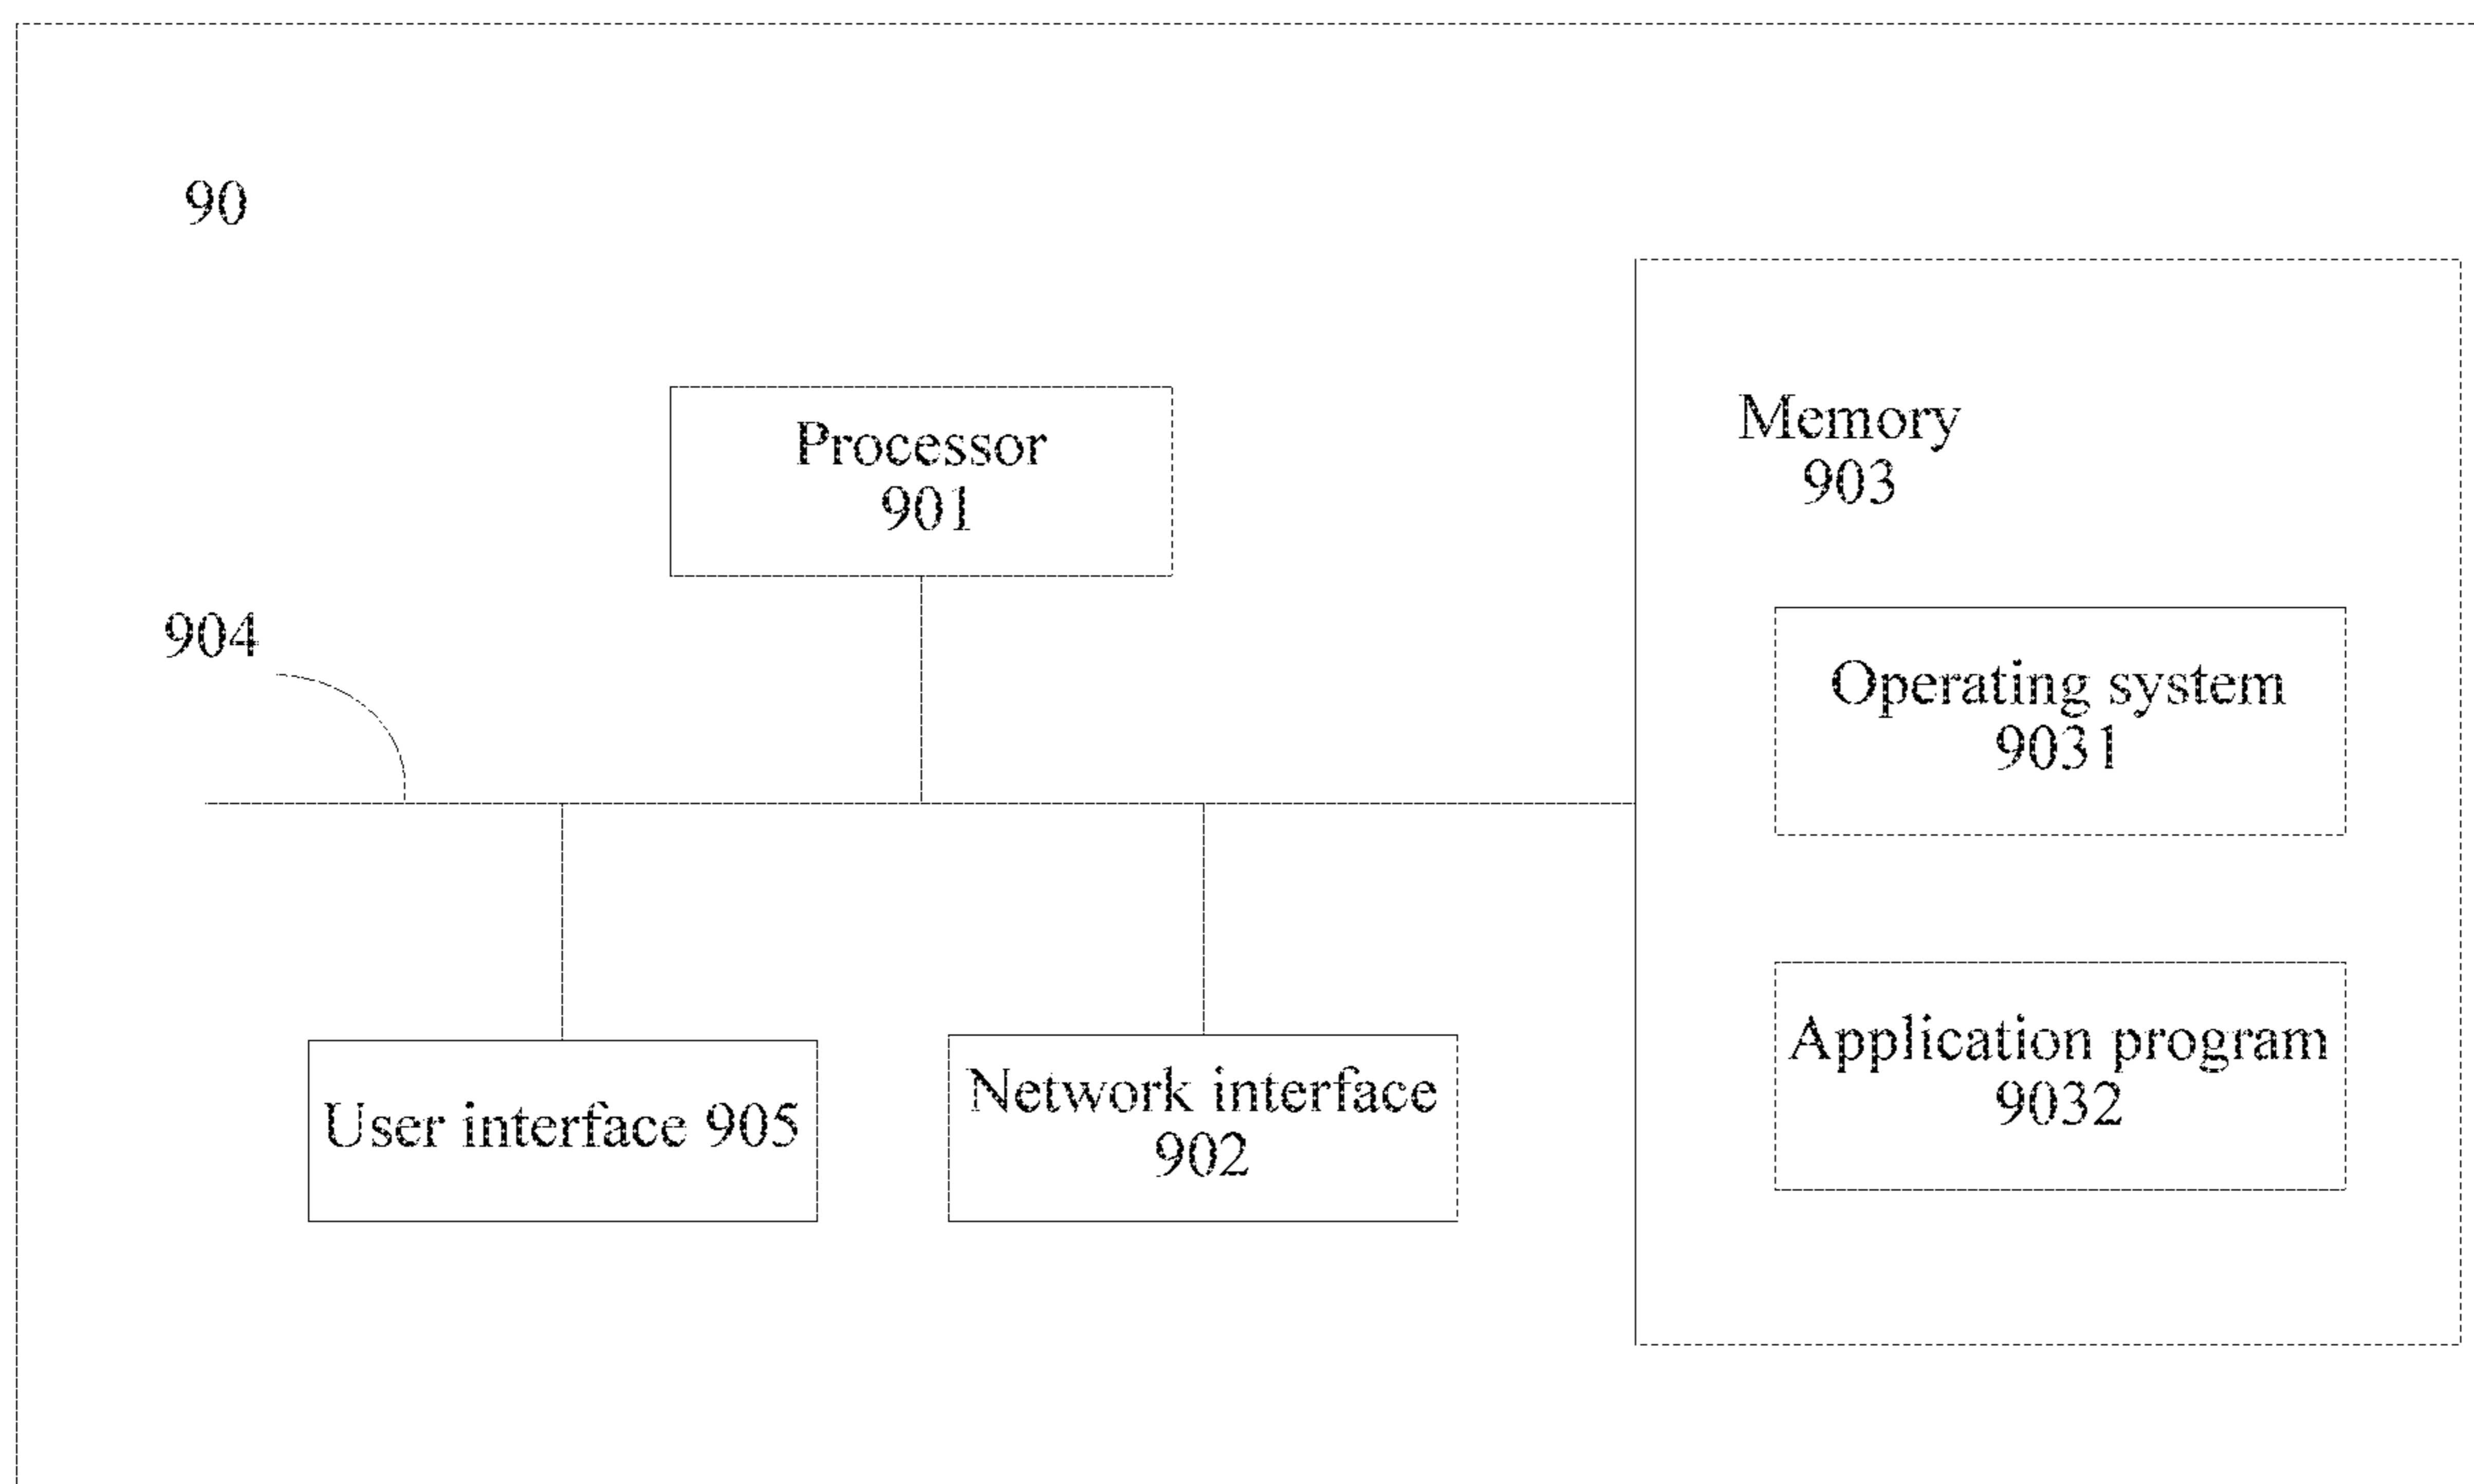 90
Processor
901
Memory
903
904
Operating system
9031
Application program
9032
User interface 905
Network interface
902